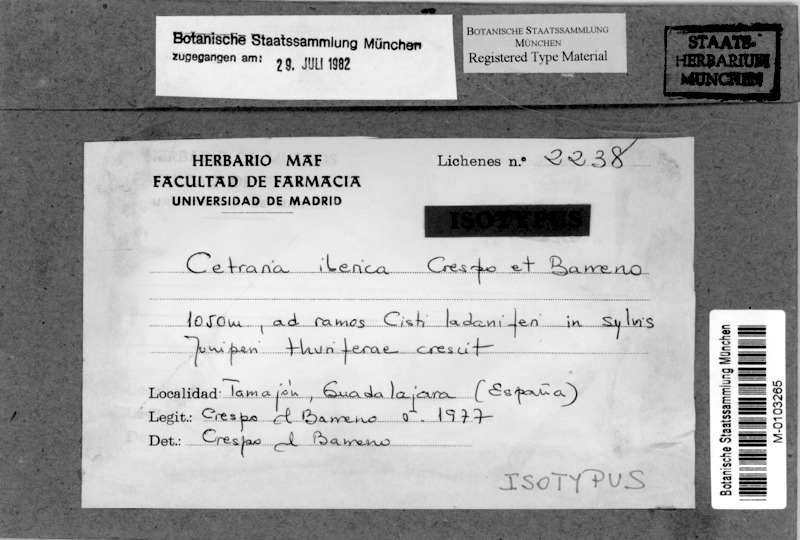 Botanische Staatssammlung München
zugegangen am: 29. JULI 1982
BOTANISCHE STAATSSAMMLUNG
MÜNCHEN
Registered Type Material
STAATS-
HERBARIUM
MÜNCHEN
HERBARIO MAF
FACULTAD DE FARMACIA
UNIVERSIDAD DE MADRID
Lichenes n.º 2238
ISOTYPUS
Cetraria iberica Crespo et Barreno
1050m, ad ramos Cisti ladaniferi in sylvis
Juniperi thuriferae crescit
Localidad: Tamajón, Guadalajara (España)
Legit.: Crespo et Barreno 1977
Det.: Crespo et Barreno
ISOTYPUS
Botanische Staatssammlung München
M-0103265